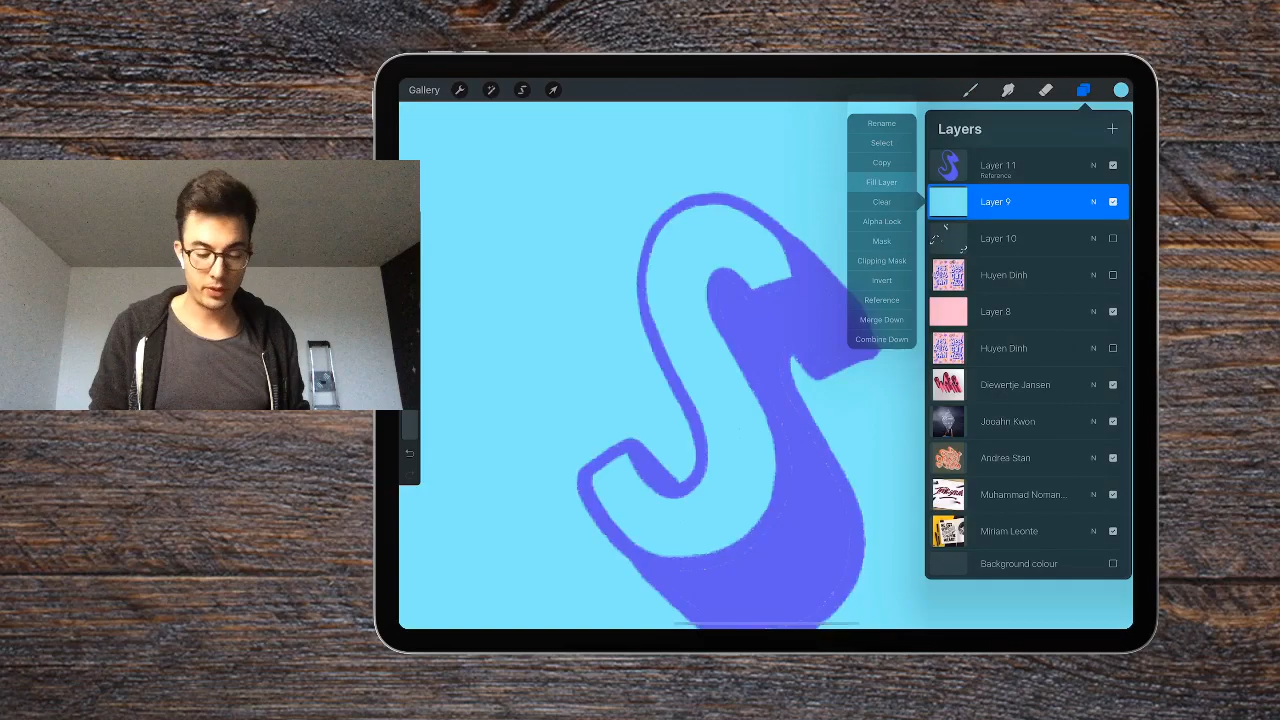 Gallery
Layers
Rename
Select
Copy
Fill Layer
Clear
Alpha Lock
Mask
Clipping Mask
Invert
Reference
Merge Down
Combine Down
Layer 11 N
Reference
Layer 9 N
Layer 10 N
Huyen Dinh N
Layer 8 N
Huyen Dinh N
Diewertje Jansen N
Jooahn Kwon N
Andrea Stan N
Muhammad Noman... N
Miriam Leonte N
Background colour